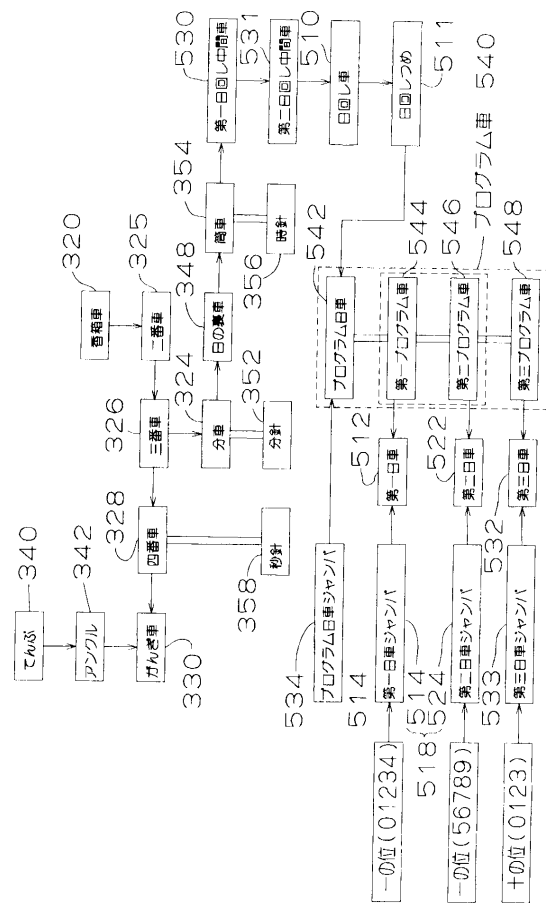 340
てんぷ
342
アンクル
がんぎ車
330
328
四番車
358
秒針
326
三番車
320
香箱車
325
二番車
324
分車
352
分針
348
日の裏車
354
筒車
356
時針
530
第一日回し中間車
531
第二日回し中間車
510
日回し車
日回しつめ
511
534
プログラム日車ジャンパ
542
プログラム日車
一の位(01234)
514
第一日車ジャンパ
514
512
第一日車
第一プログラム車
544
518
一の位(56789)
524
第二日車ジャンパ
522
第二日車
第二プログラム車
546
プログラム車 540
十の位(0123)
533
第三日車ジャンパ
532
第三日車
第三プログラム車
548